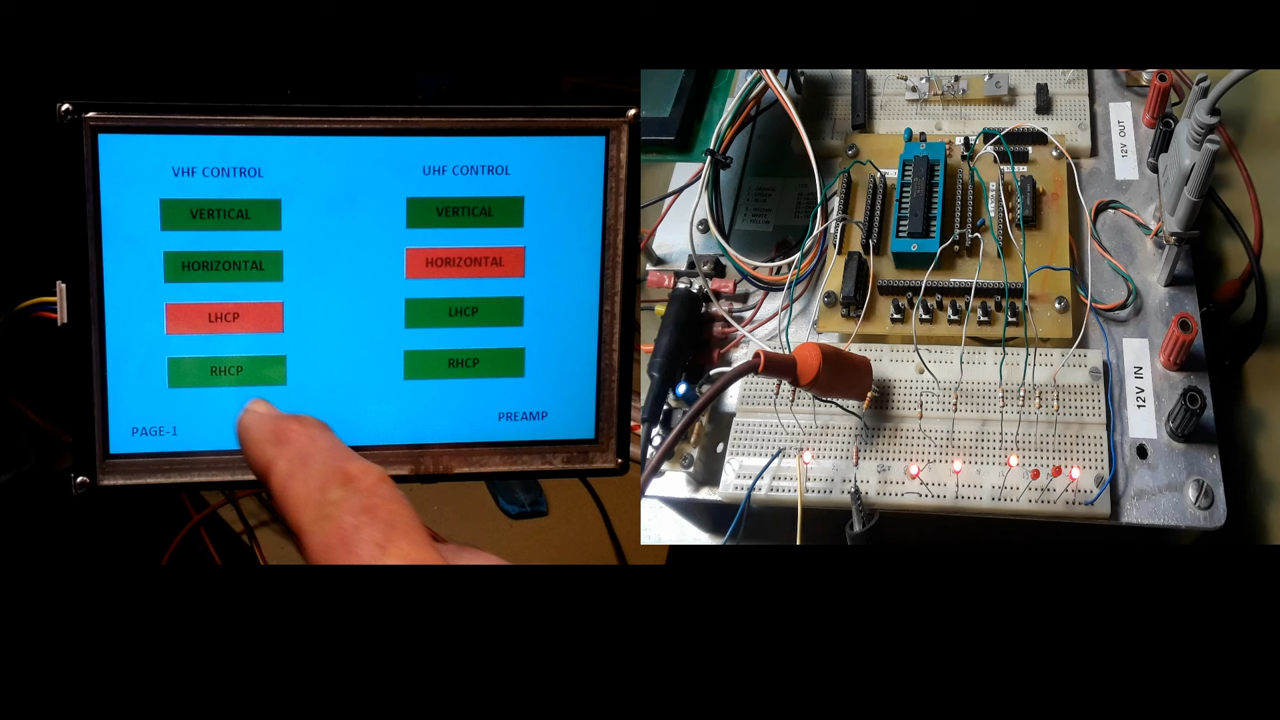 VHF CONTROL
VERTICAL
HORIZONTAL
LHCP
RHCP
PAGE-1
UHF CONTROL
VERTICAL
HORIZONTAL
LHCP
RHCP
PREAMP
12V OUT
12V IN